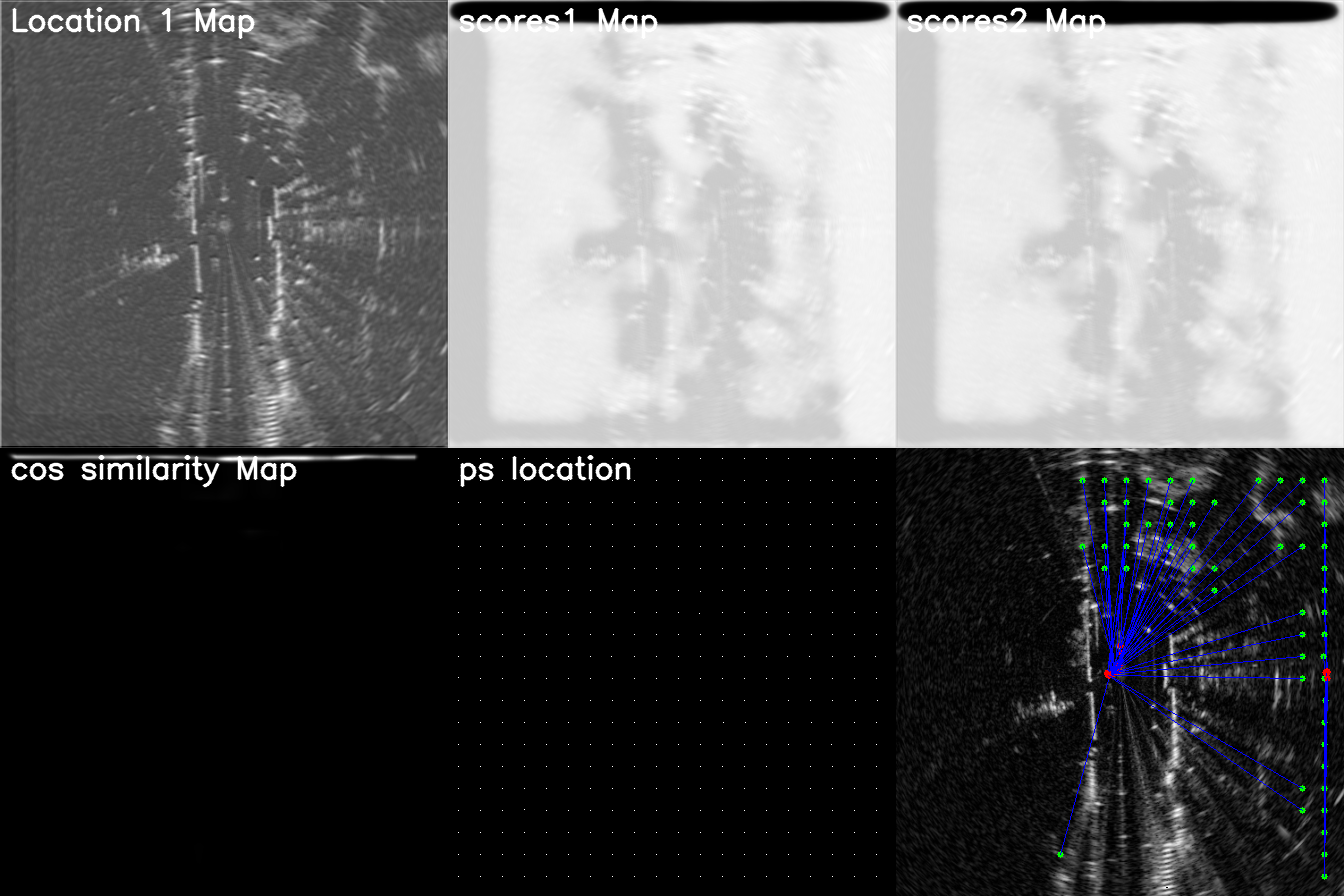 Location 1 Map
scores1 Map
scores2 Map
cos similarity Map
ps location